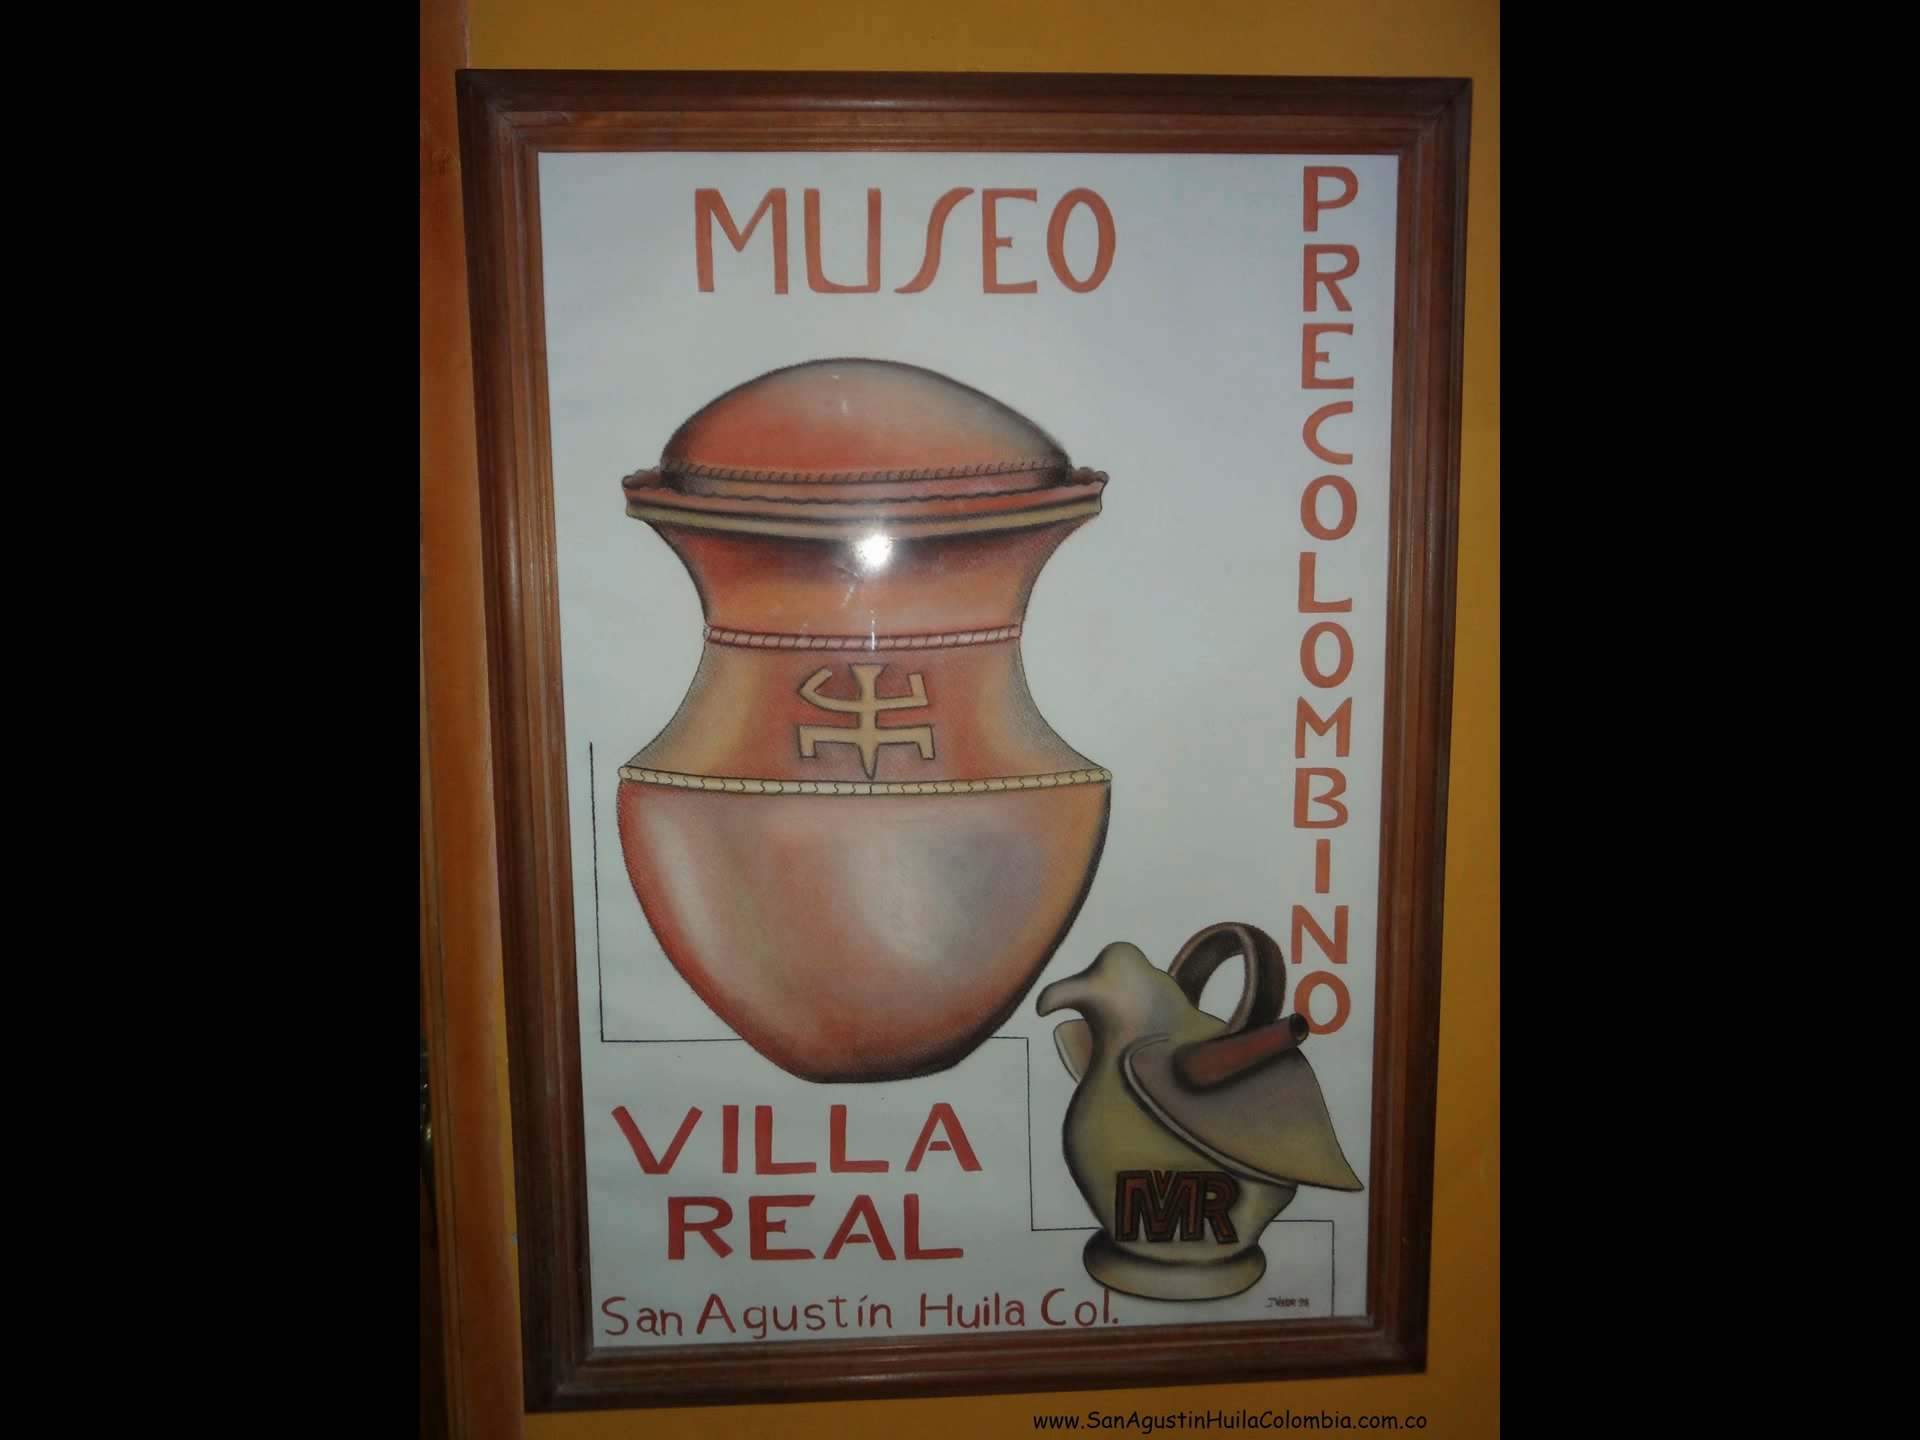 MUSEO
PRECOLOMBINO
VILLA
REAL
MVR
San Agustín Huila Col.
www.SanAgustinHuilaColombia.com.co